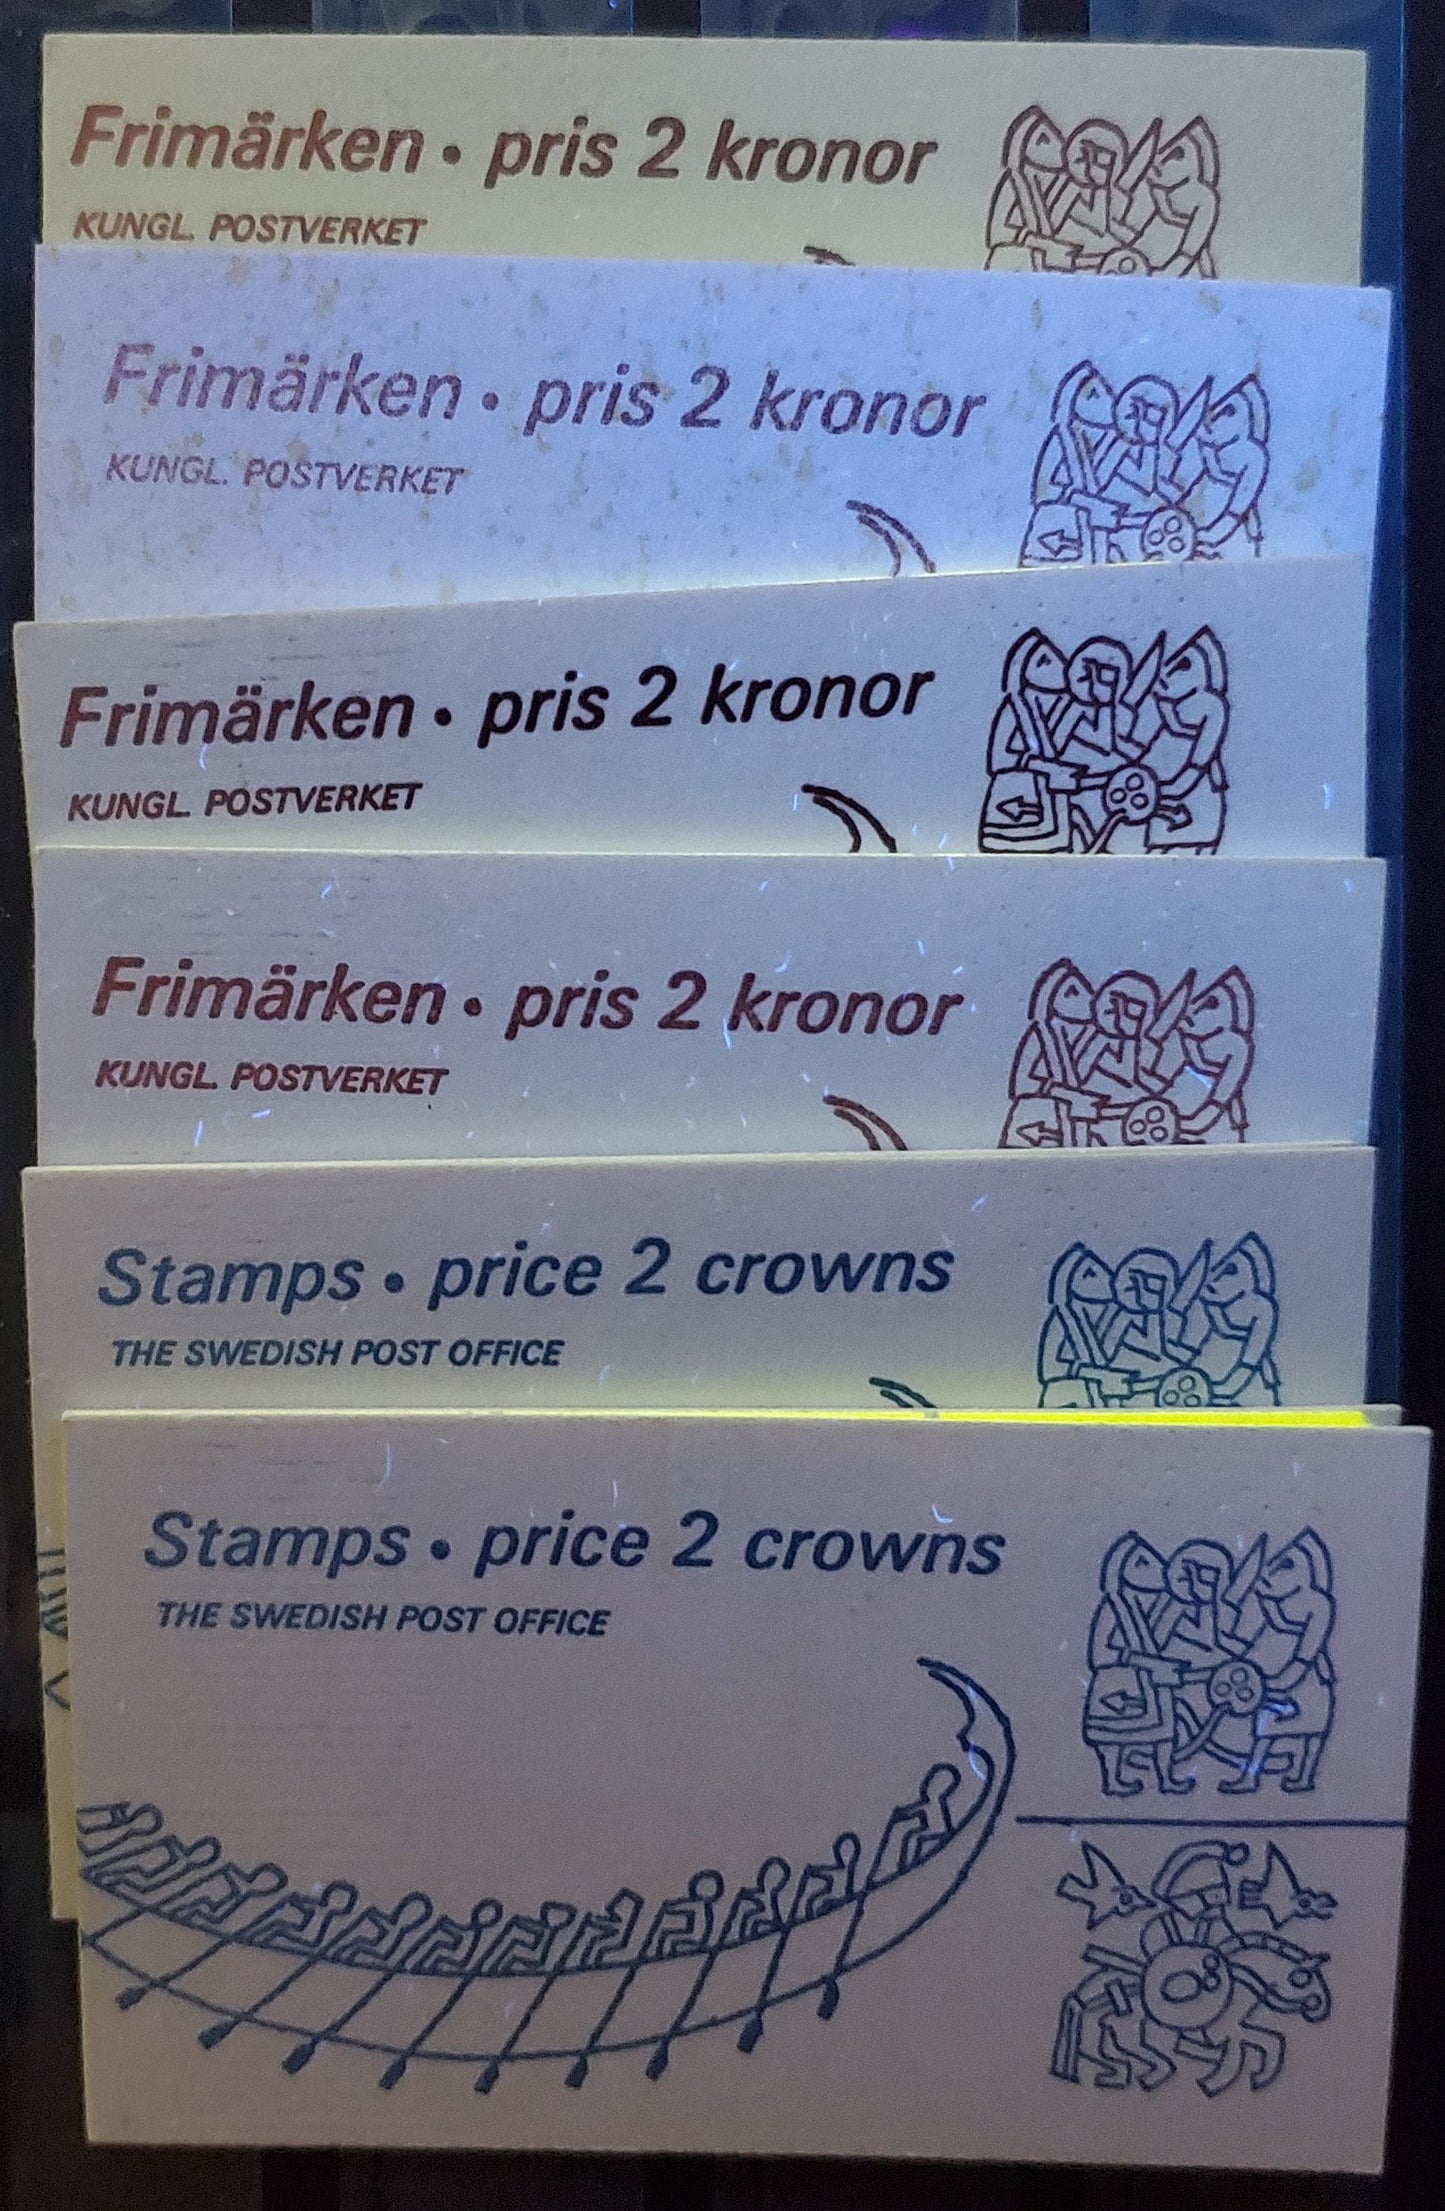 Frimärken • pris 2 kronor
KUNGL. POSTVERKET
Frimärken • pris 2 kronor
KUNGL. POSTVERKET
Frimärken • pris 2 kronor
KUNGL. POSTVERKET
Frimärken • pris 2 kronor
KUNGL. POSTVERKET
Stamps • price 2 crowns
THE SWEDISH POST OFFICE
Stamps • price 2 crowns
THE SWEDISH POST OFFICE